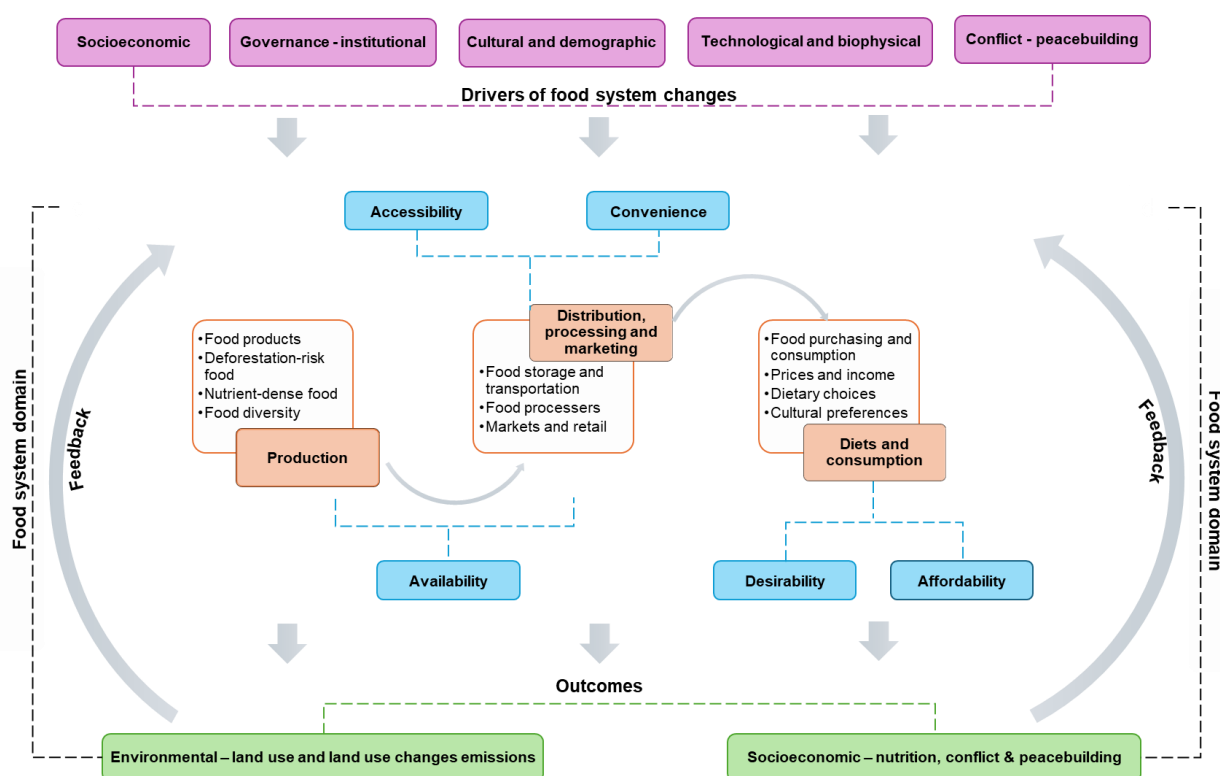 Socioeconomic
Governance - institutional
Cultural and demographic
Technological and biophysical
Conflict - peacebuilding
Drivers of food system changes
Accessibility
Convenience
Food system domain
Feedback
•Food products
•Deforestation-risk
food
•Nutrient-dense food
•Food diversity
Production
Distribution,
processing and
marketing
•Food storage and
transportation
•Food processers
•Markets and retail
•Food purchasing and
consumption
•Prices and income
•Dietary choices
•Cultural preferences
Diets and
consumption
Feedback
Food system domain
Availability
Desirability
Affordability
Outcomes
Environmental – land use and land use changes emissions
Socioeconomic – nutrition, conflict & peacebuilding